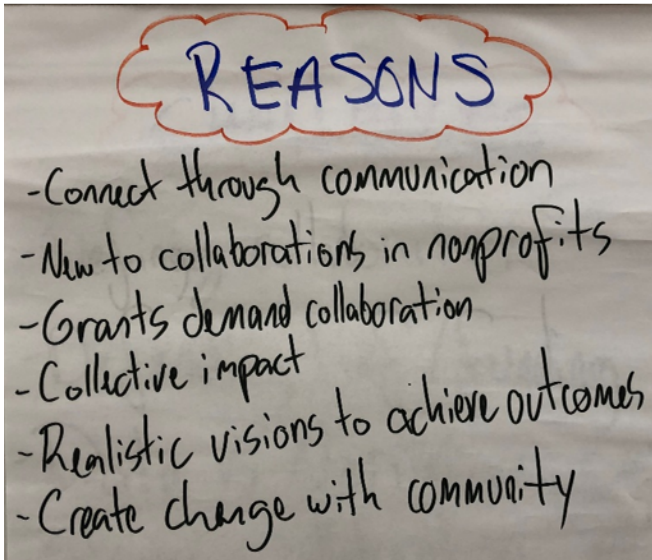 REASONS
-Connect through communication
-New to collaborations in nonprofits
-Grants demand collaboration
-Collective impact
-Realistic visions to achieve outcomes
-Create change with community